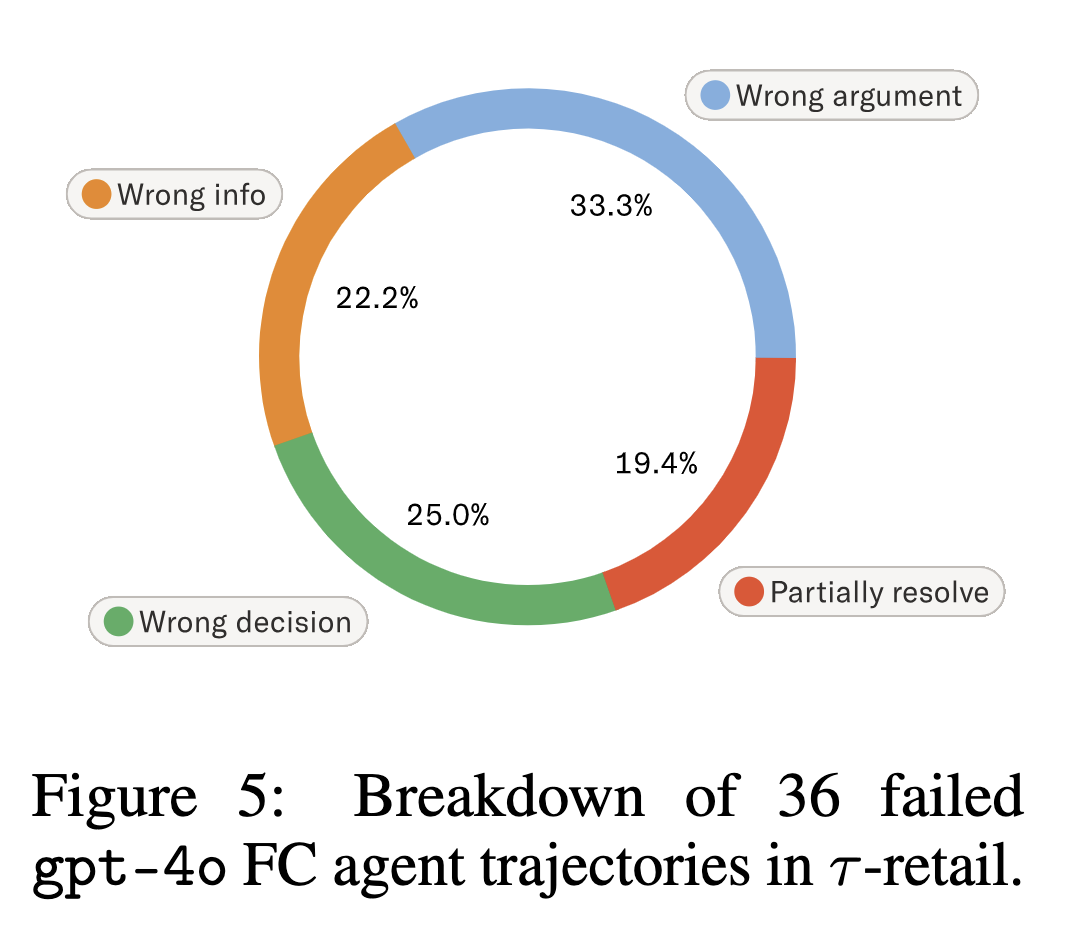 Wrong argument
Wrong info
33.3%
22.2%
19.4%
25.0%
Partially resolve
Wrong decision
Figure 5: Breakdown of 36 failed
gpt-4o FC agent trajectories in τ-retail.